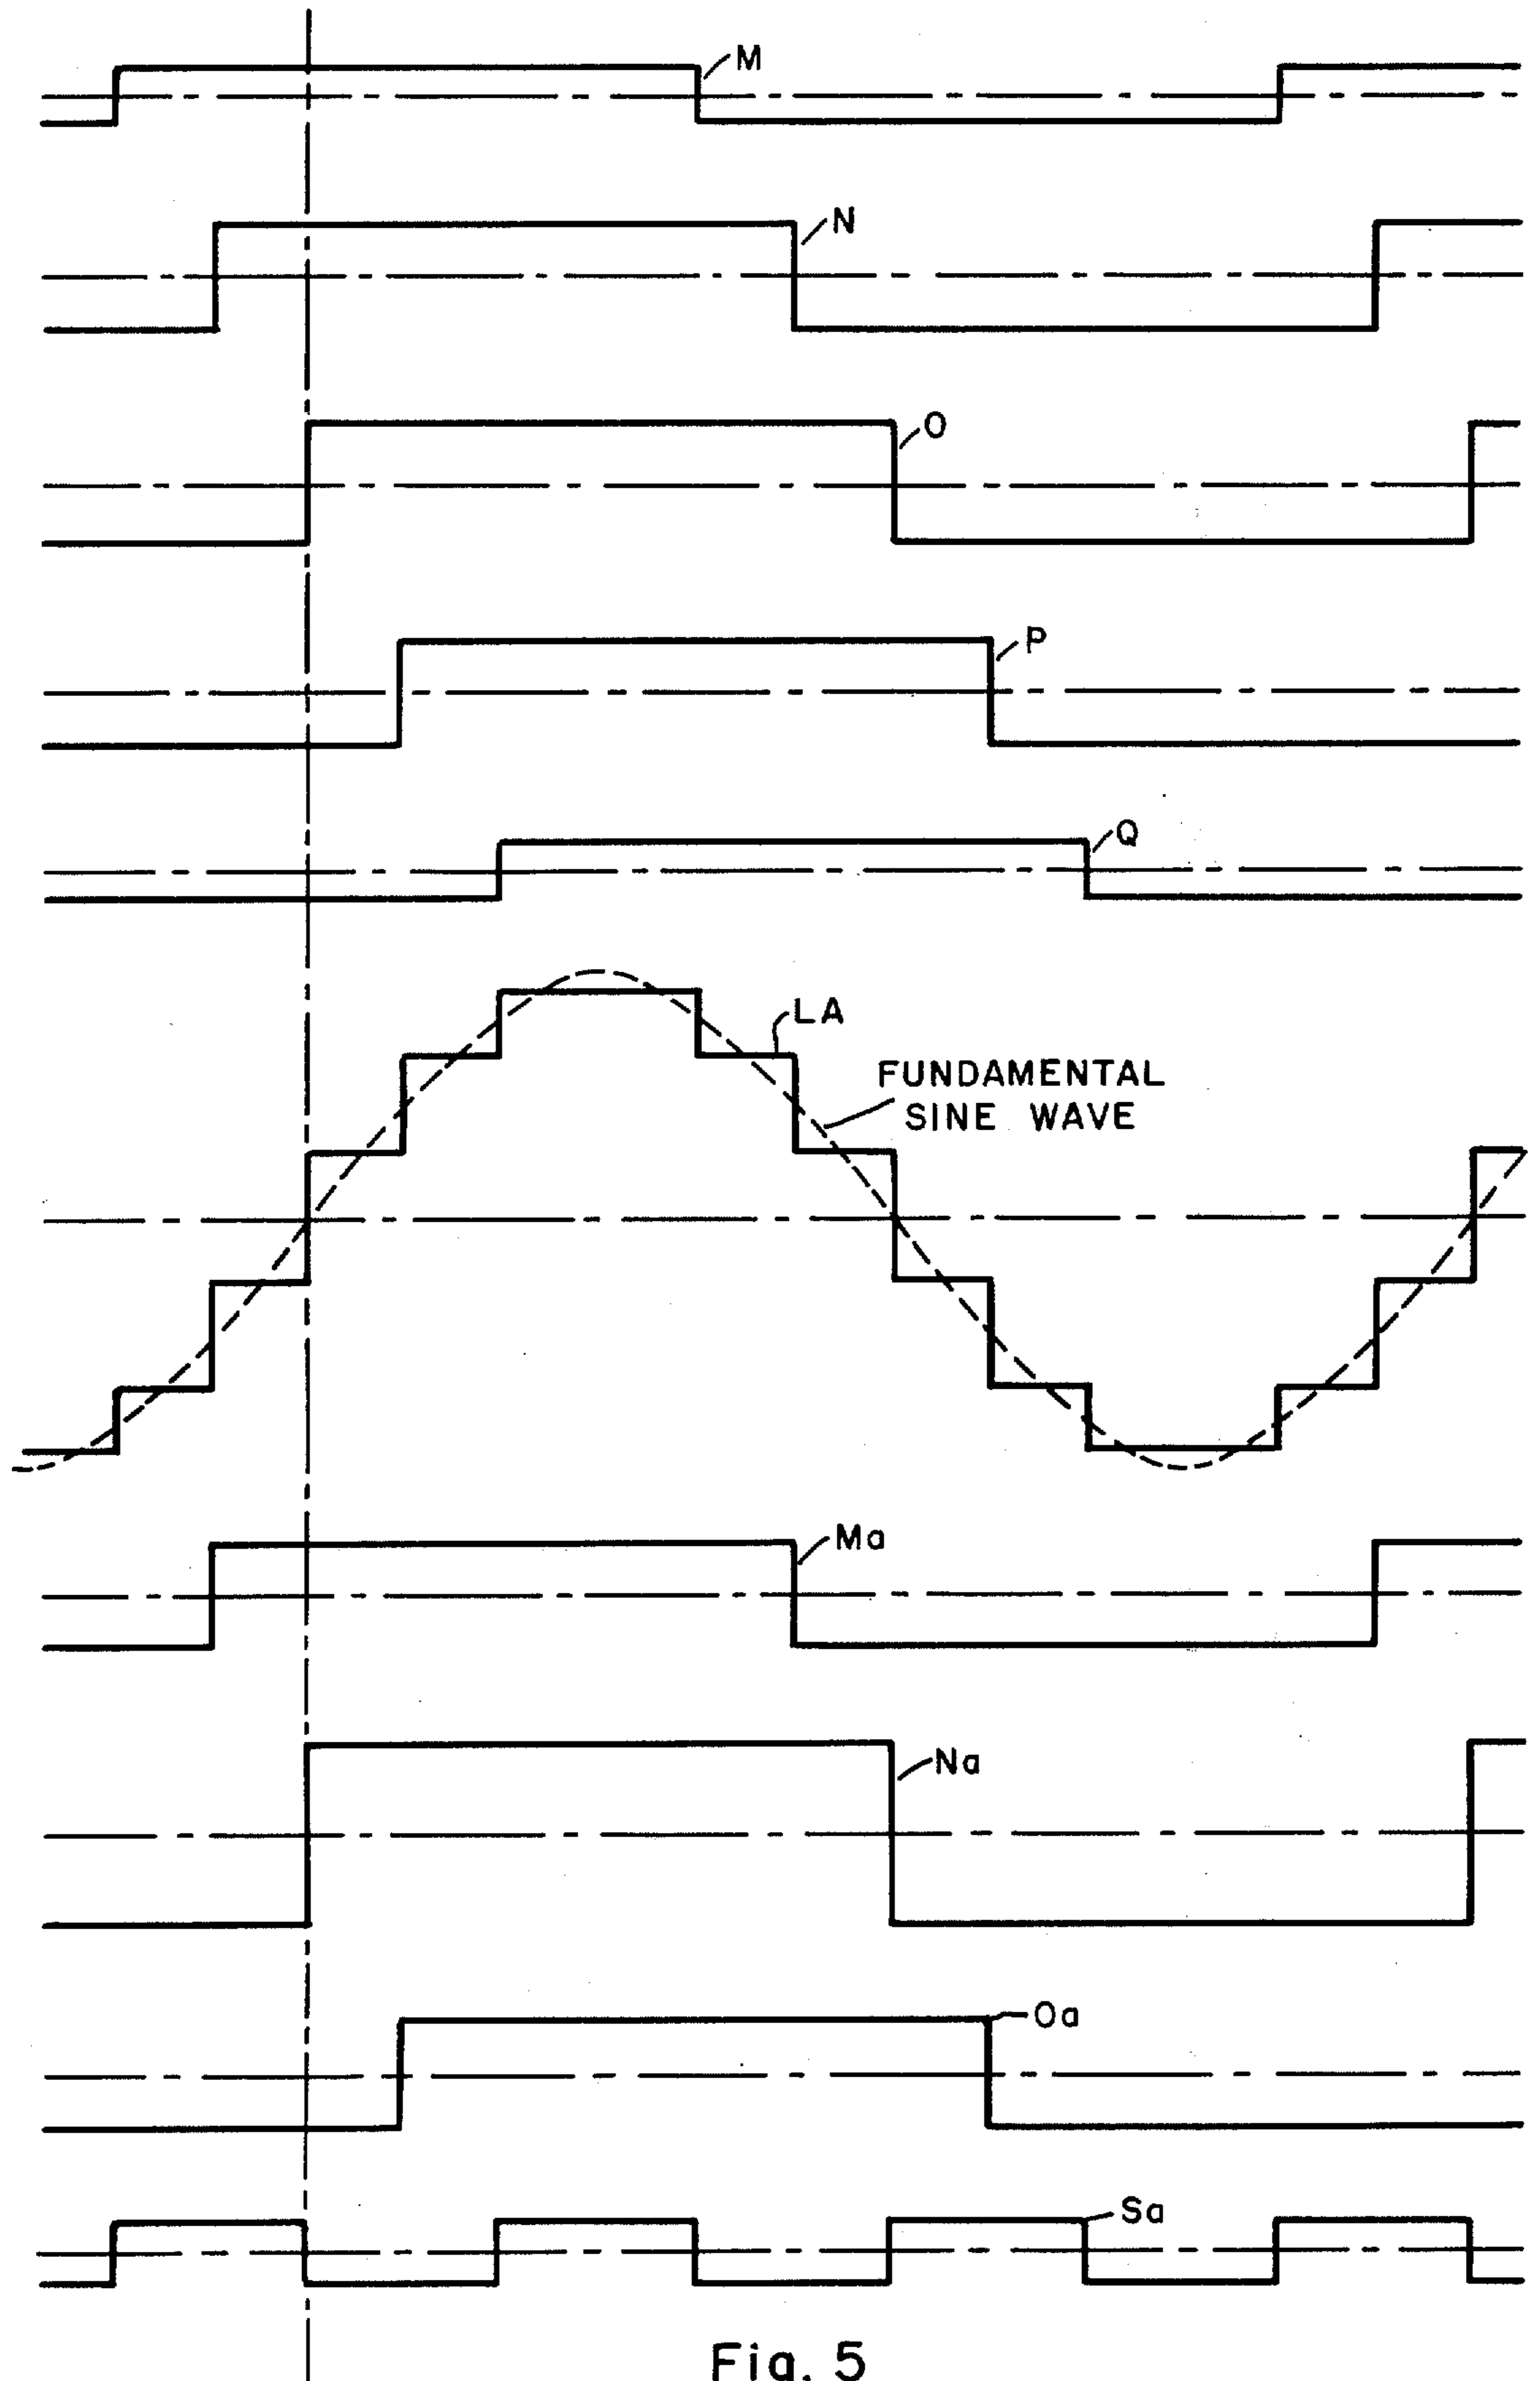 M
N
O
P
Q
LA
FUNDAMENTAL
SINE WAVE
Ma
Na
Oa
Sa
Fig. 5